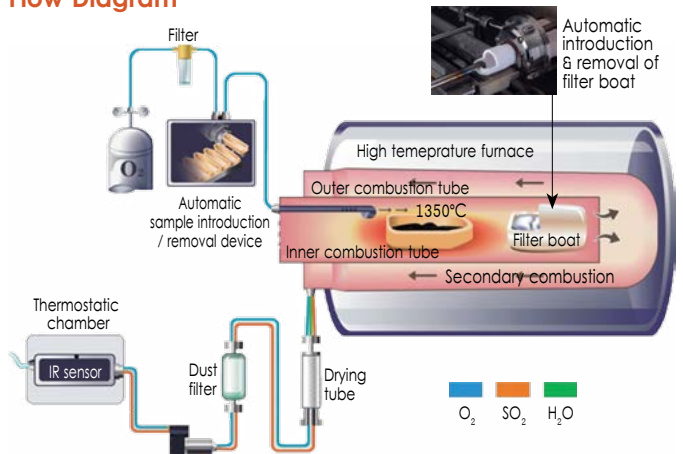 Flow Diagram
Filter
Automatic
introduction
& removal of
filter boat
O₂
High temeprature furnace
Outer combustion tube
1350°C
Automatic
sample introduction
/ removal device
Inner combustion tube
Filter boat
Secondary combustion
Thermostatic
chamber
IR sensor
Dust
filter
Drying
tube
O₂ SO₂ H₂O